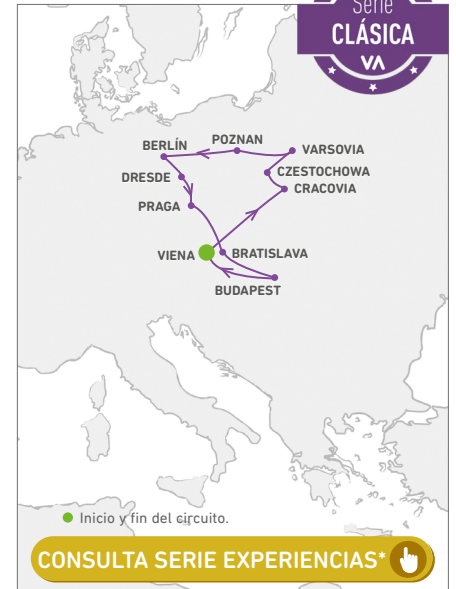 Serie
CLÁSICA
VA
BERLÍN
POZNAN
VARSOVIA
DRESDE
CZESTOCHOWA
CRACOVIA
PRAGA
VIENA
BRATISLAVA
BUDAPEST
Inicio y fin del circuito.
CONSULTA SERIE EXPERIENCIAS*